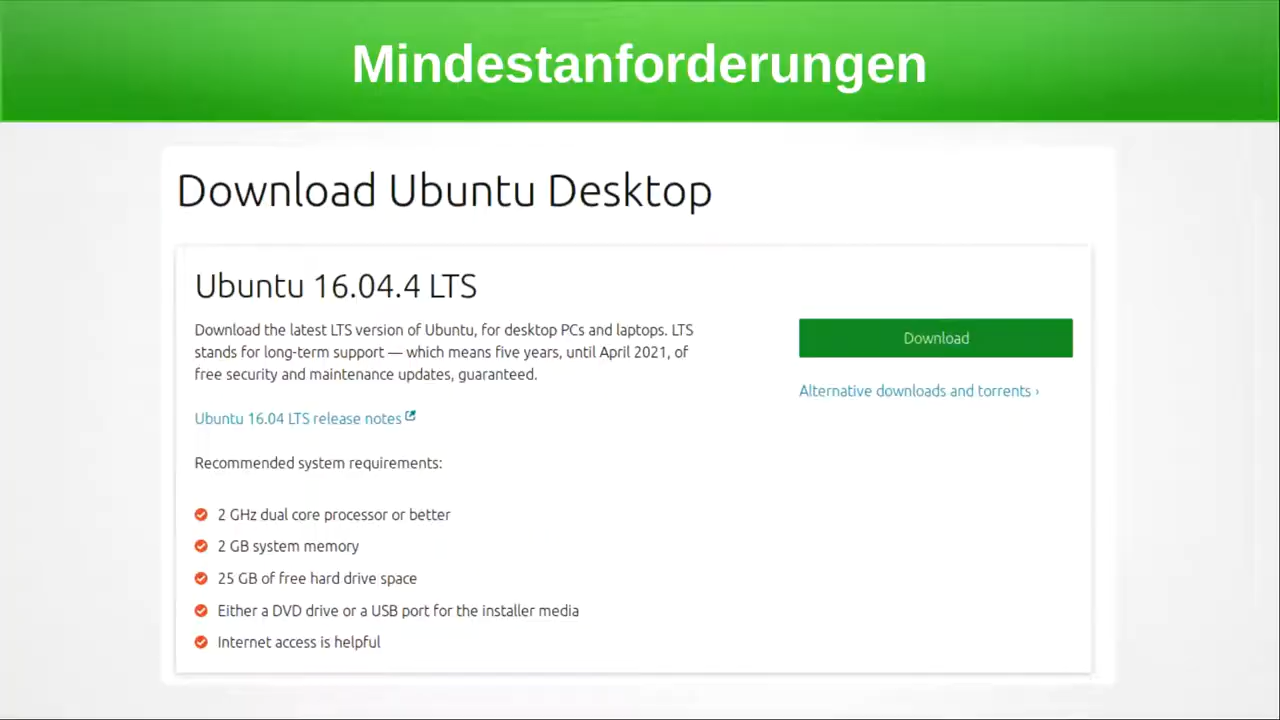 Mindestanforderungen
Download Ubuntu Desktop
Ubuntu 16.04.4 LTS
Download the latest LTS version of Ubuntu, for desktop PCs and laptops. LTS
stands for long-term support — which means five years, until April 2021, of
free security and maintenance updates, guaranteed.
Ubuntu 16.04 LTS release notes
Recommended system requirements:
2 GHz dual core processor or better
2 GB system memory
25 GB of free hard drive space
Either a DVD drive or a USB port for the installer media
Internet access is helpful
Download
Alternative downloads and torrents ›